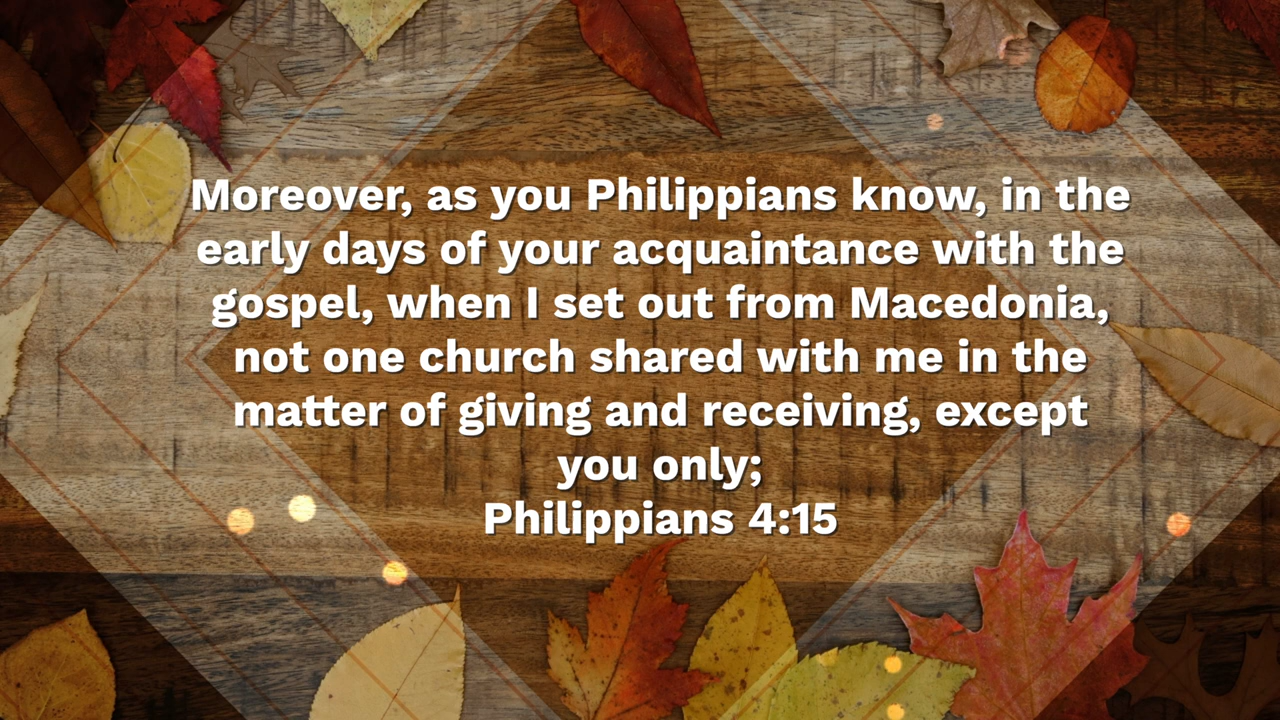 Moreover, as you Philippians know, in the
early days of your acquaintance with the
gospel, when I set out from Macedonia,
not one church shared with me in the
matter of giving and receiving, except
you only;
Philippians 4:15